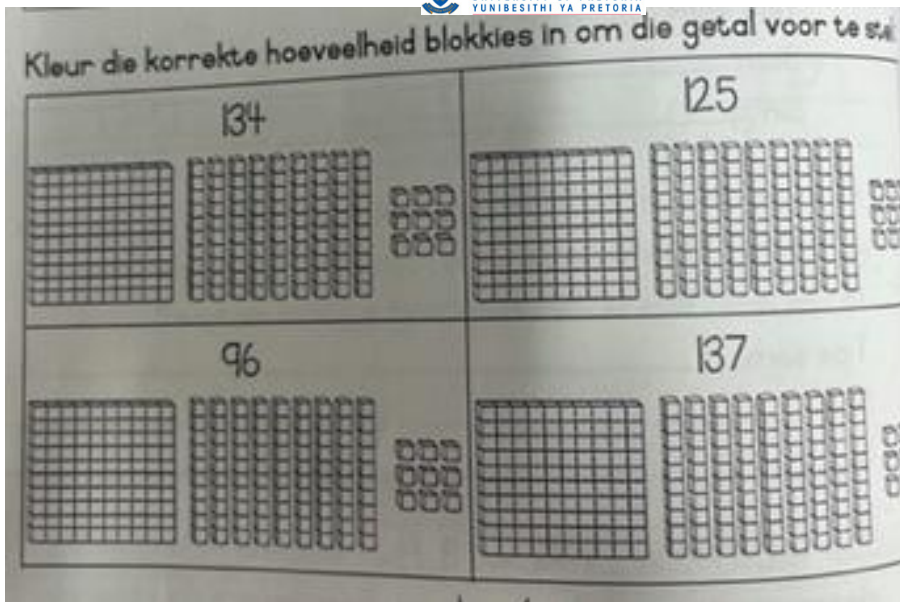 YUNIBESITHI YA PRETORIA
Kleur die korrekte hoeveelheid blokkies in om die getal voor te
134
125
96
137